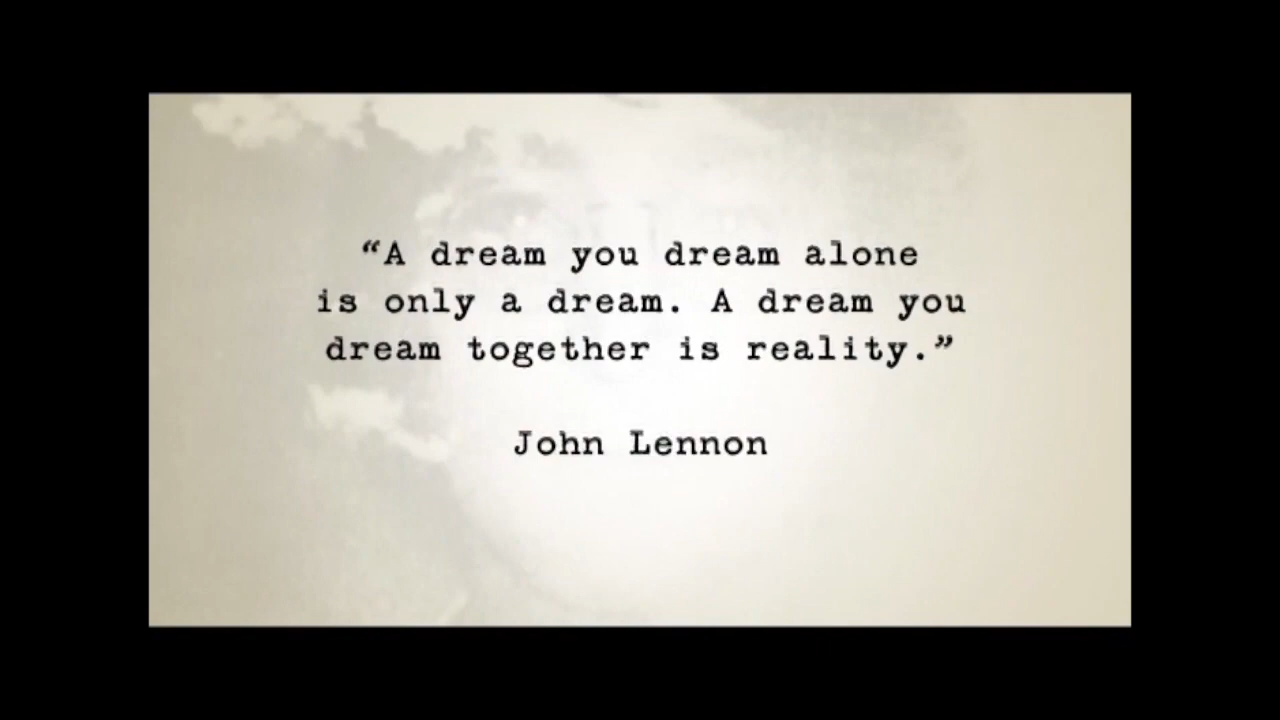 “A dream you dream alone
is only a dream. A dream you
dream together is reality.”
John Lennon